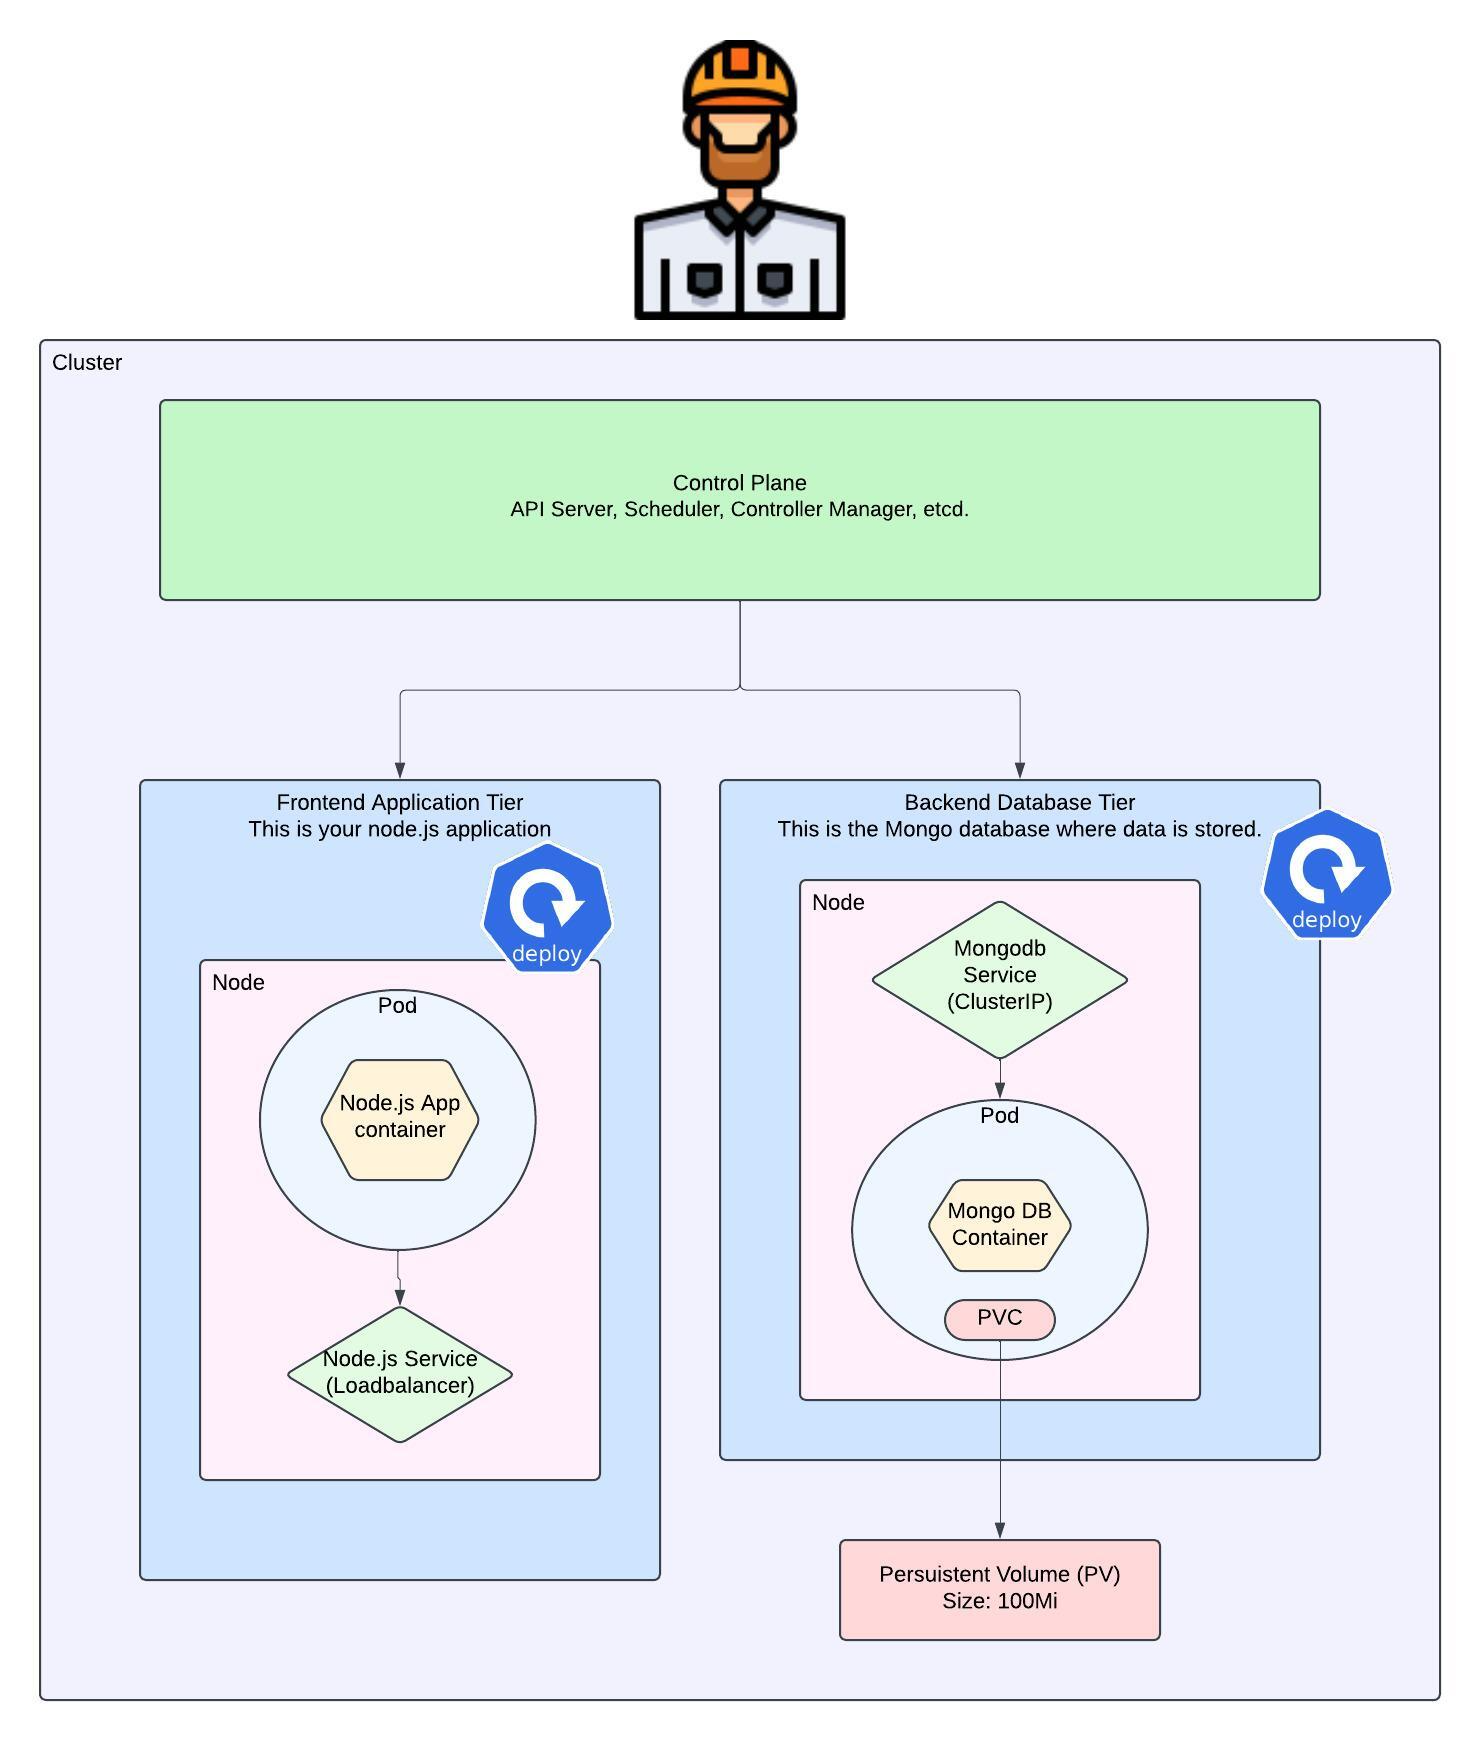 Cluster
Control Plane
API Server, Scheduler, Controller Manager, etcd.
Frontend Application Tier
This is your node.js application
deploy
Node
Pod
Node.js App
container
Node.js Service
(Loadbalancer)
Backend Database Tier
This is the Mongo database where data is stored.
deploy
Node
Mongodb
Service
(ClusterIP)
Pod
Mongo DB
Container
PVC
Persuistent Volume (PV)
Size: 100Mi